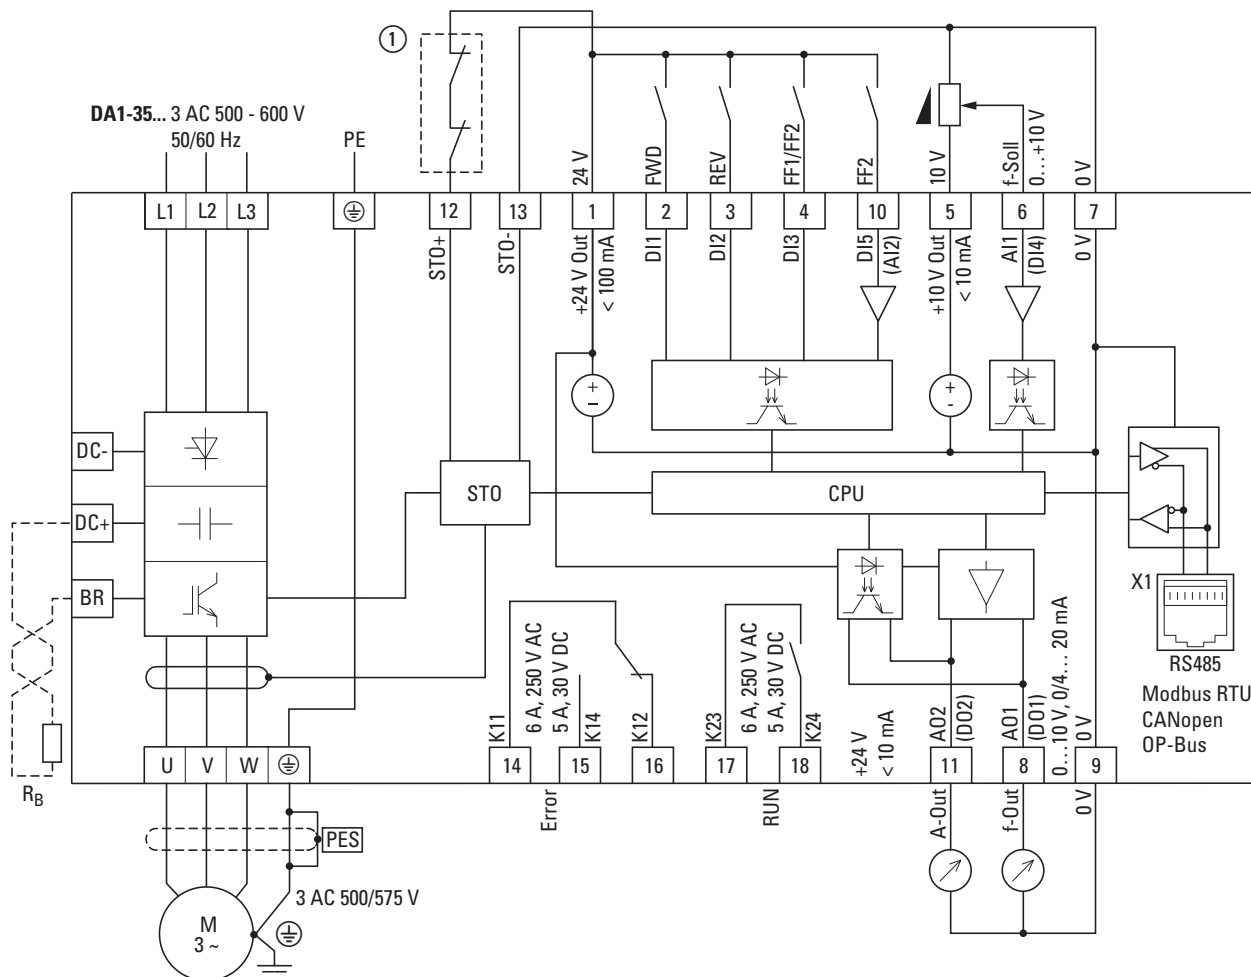 1
DA1-35... 3 AC 500 - 600 V
50/60 Hz
PE
24 V
FWD
REV
FF1/FF2
FF2
10 V
f-Soll
0…+10 V
0 V
L1
L2
L3
12
13
1
2
3
4
10
5
6
7
STO+
STO-
+24 V Out
< 100 mA
DI1
DI2
DI3
DI5
(AI2)
+10 V Out
< 10 mA
AI1
(DI4)
0 V
+
-
+
-
DC-
DC+
BR
STO
CPU
X1
RS485
Modbus RTU
CANopen
OP-Bus
K11
6 A, 250 V AC
5 A, 30 V DC
K14
K12
K23
6 A, 250 V AC
5 A, 30 V DC
K24
+24 V
< 10 mA
AO2
(DO2)
AO1
(DO1)
0…10 V, 0/4…20 mA
0 V
RB
U
V
W
14
15
16
17
18
11
8
9
Error
RUN
A-Out
f-Out
0 V
PES
3 AC 500/575 V
M
3 ~